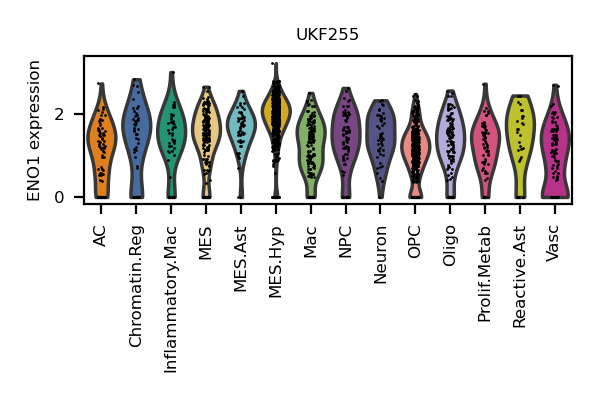 UKF255
ENO1 expression
2
0
AC
Chromatin.Reg
Inflammatory.Mac
MES
MES.Ast
MES.Hyp
Mac
NPC
Neuron
OPC
Oligo
Prolif.Metab
Reactive.Ast
Vasc